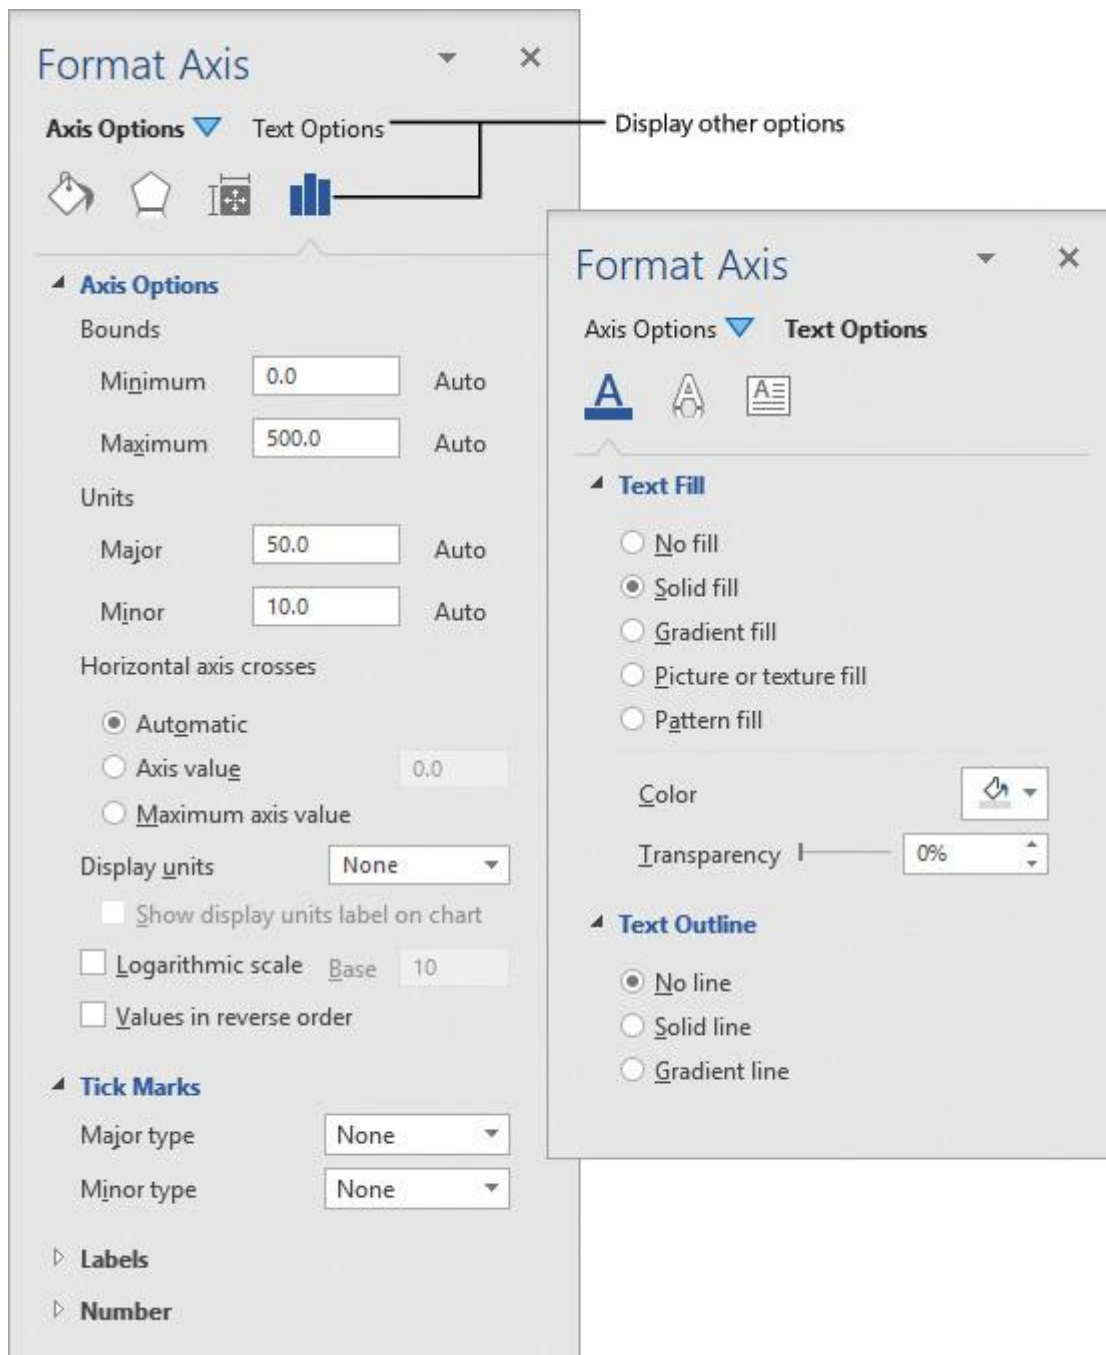 Format Axis
Axis Options Text Options
Display other options
Axis Options
Bounds
Minimum 0.0 Auto
Maximum 500.0 Auto
Units
Major 50.0 Auto
Minor 10.0 Auto
Horizontal axis crosses
Automatic
Axis value 0.0
Maximum axis value
Display units None
Show display units label on chart
Logarithmic scale Base 10
Values in reverse order
Tick Marks
Major type None
Minor type None
Labels
Number
Format Axis
Axis Options Text Options
A A A
Text Fill
No fill
Solid fill
Gradient fill
Picture or texture fill
Pattern fill
Color
Transparency 0%
Text Outline
No line
Solid line
Gradient line